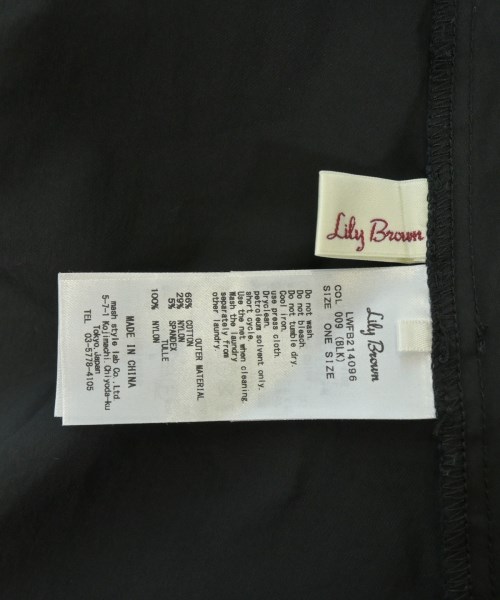 Lily Brown
Lily Brown
LWFB214096
COL 009 (BLK)
SIZE ONE SIZE
Do not wash.
Do not bleach.
Do not tumble dry.
Cool iron.
use press cloth.
Dryclean.
petroleum solvent only.
short cycle.
Use the net when cleaning
Wash the laundry
separately from
other laundry.
OUTER MATERIAL
66% COTTON
29% NYLON
5% SPANDEX
TULLE
100% NYLON
MADE IN CHINA
mash style lab Co.,Ltd
5-7-1 Kojimachi, Chiyoda-ku
Tokyo Japan
TEL 03-5778-4105